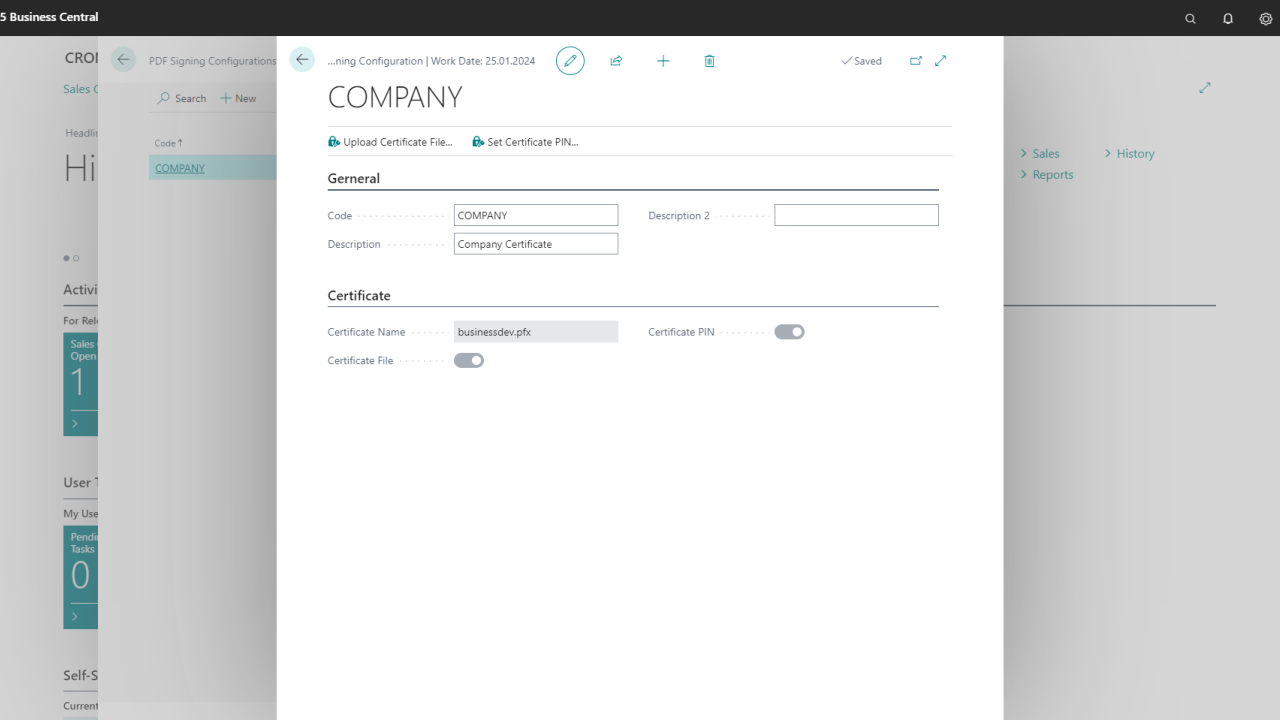 5 Business Central
CRO
Sales
Headlin
Hi
Activi
For Rel
Sales
Open
1
User T
My Use
Pendi
Tasks
0
Self-S
Current
PDF Signing Configurations
Search
New
Code ↑
COMPANY
...ning Configuration | Work Date: 25.01.2024
Saved
COMPANY
Upload Certificate File...
Set Certificate PIN...
Gerneral
Code
COMPANY
Description 2
Description
Company Certificate
Certificate
Certificate Name
businessdev.pfx
Certificate PIN
Certificate File
Sales
History
Reports